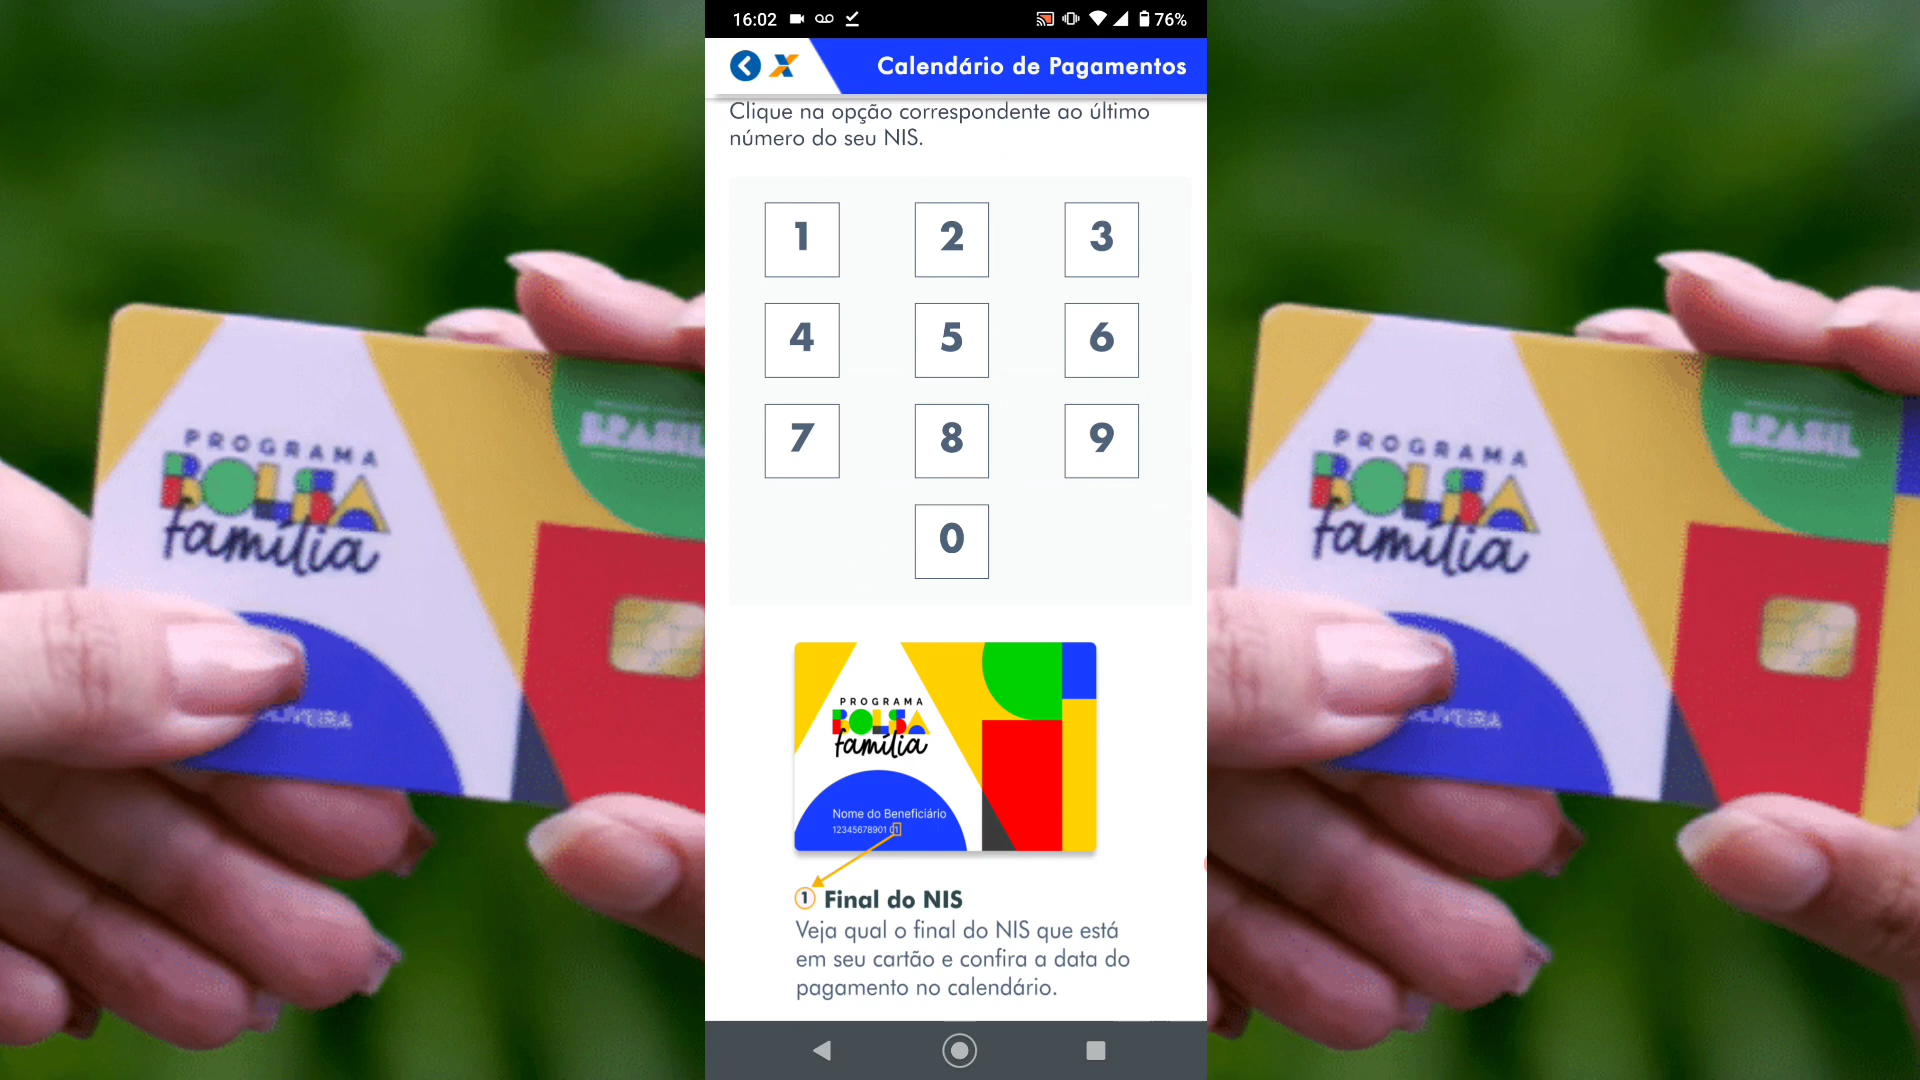 16:02
76%
Calendário de Pagamentos
Clique na opção correspondente ao último
número do seu NIS.
1 2 3
4 5 6
7 8 9
0
PROGRAMA
BOLSA
família
BRASIL
PROGRAMA
BOLSA
família
Nome do Beneficiário
12345678901 01
1 Final do NIS
Veja qual o final do NIS que está
em seu cartão e confira a data do
pagamento no calendário.
PROGRAMA
BOLSA
família
BRASIL